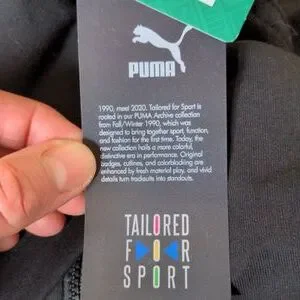 PUMA
1990, meet 2020. Tailored for Sport is
rooted in our PUMA Archive collection
from Fall/Winter 1990, which was
designed to bring together sport, function,
and fashion for the first time. Today, the
new collection hails a more colorful,
distinctive era in performance. Original
badges, cutlines, and colorblocking are
enhanced by fresh material play, and vivid
details turn tracksuits into standouts.
TAILORED
FOR
SPORT